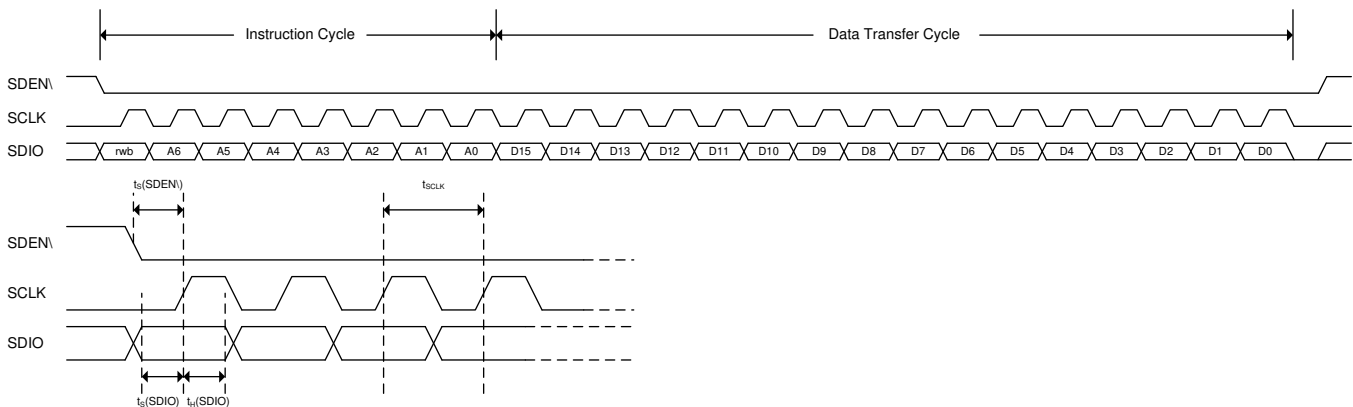 Instruction Cycle Data Transfer Cycle
SDEN\
SCLK
SDIO rwb A6 A5 A4 A3 A2 A1 A0 D15 D14 D13 D12 D11 D10 D9 D8 D7 D6 D5 D4 D3 D2 D1 D0
tS(SDEN\) tSCLK
SDEN\
SCLK
SDIO
tS(SDIO) tH(SDIO)